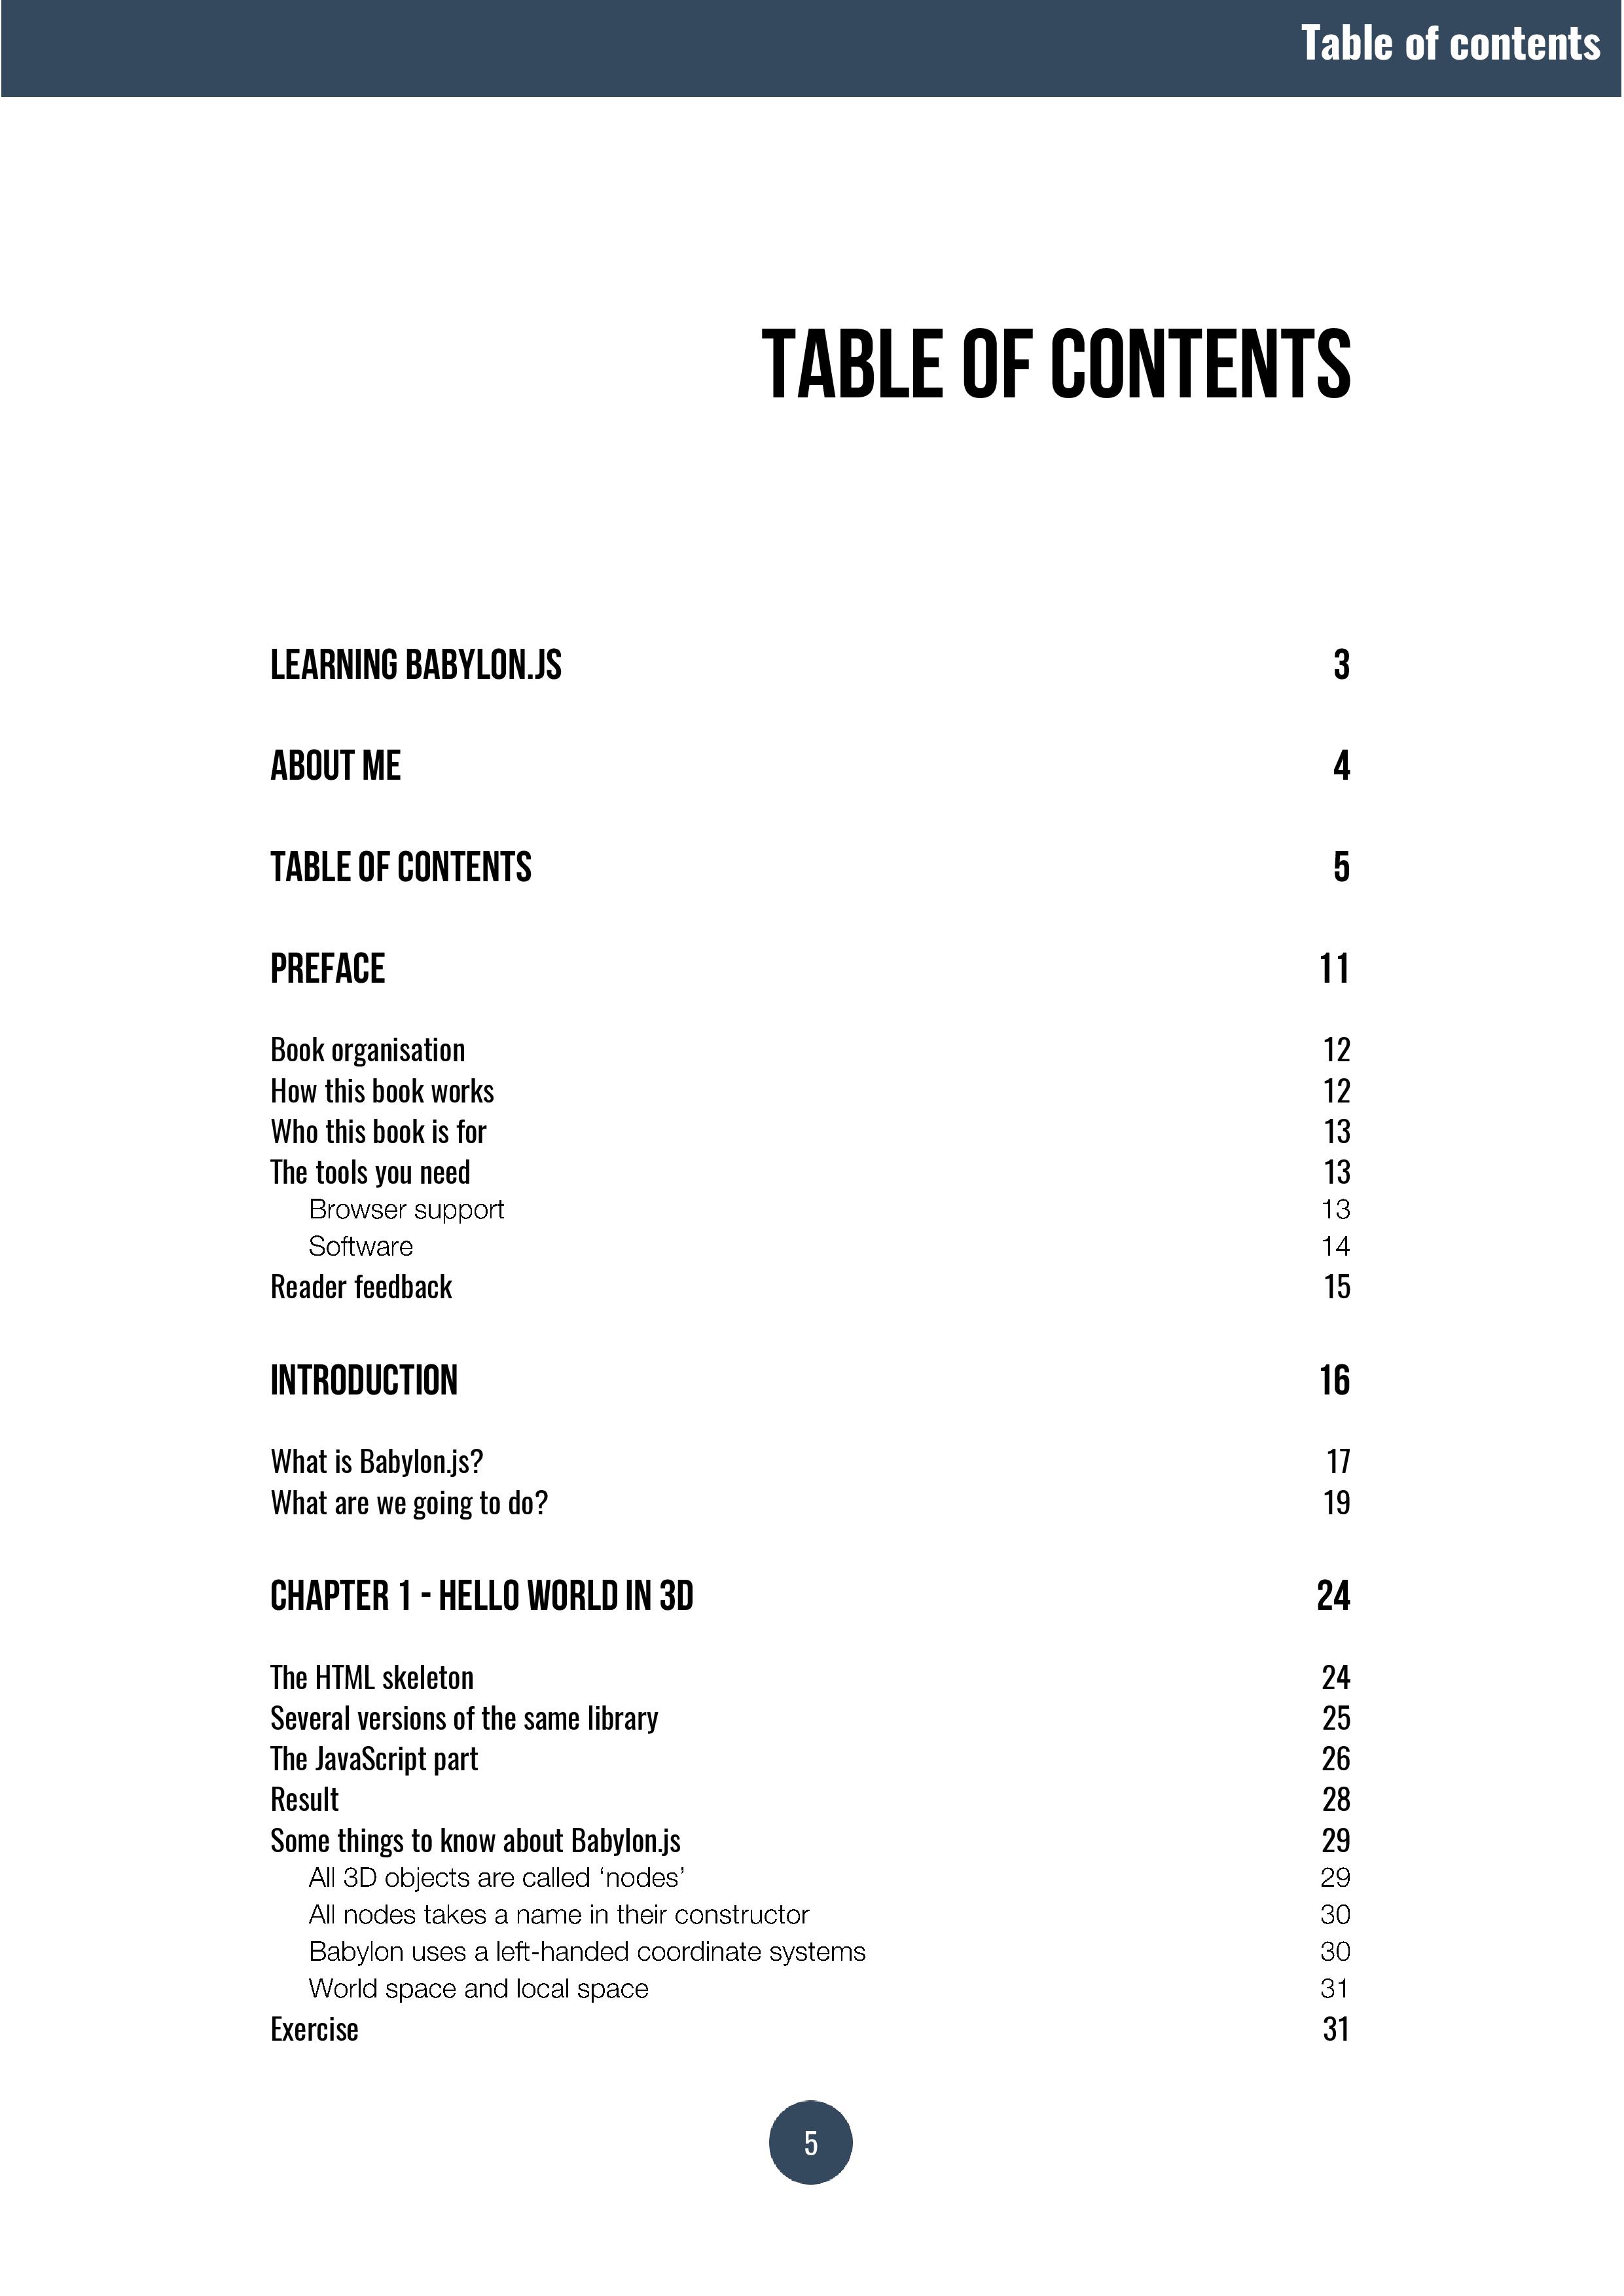 Table of contents
TABLE OF CONTENTS
LEARNING BABYLON.JS 3
ABOUT ME 4
TABLE OF CONTENTS 5
PREFACE 11
Book organisation 12
How this book works 12
Who this book is for 13
The tools you need 13
Browser support 13
Software 14
Reader feedback 15
INTRODUCTION 16
What is Babylon.js? 17
What are we going to do? 19
CHAPTER 1 - HELLO WORLD IN 3D 24
The HTML skeleton 24
Several versions of the same library 25
The JavaScript part 26
Result 28
Some things to know about Babylon.js 29
All 3D objects are called ‘nodes’ 29
All nodes takes a name in their constructor 30
Babylon uses a left-handed coordinate systems 30
World space and local space 31
Exercise 31
5